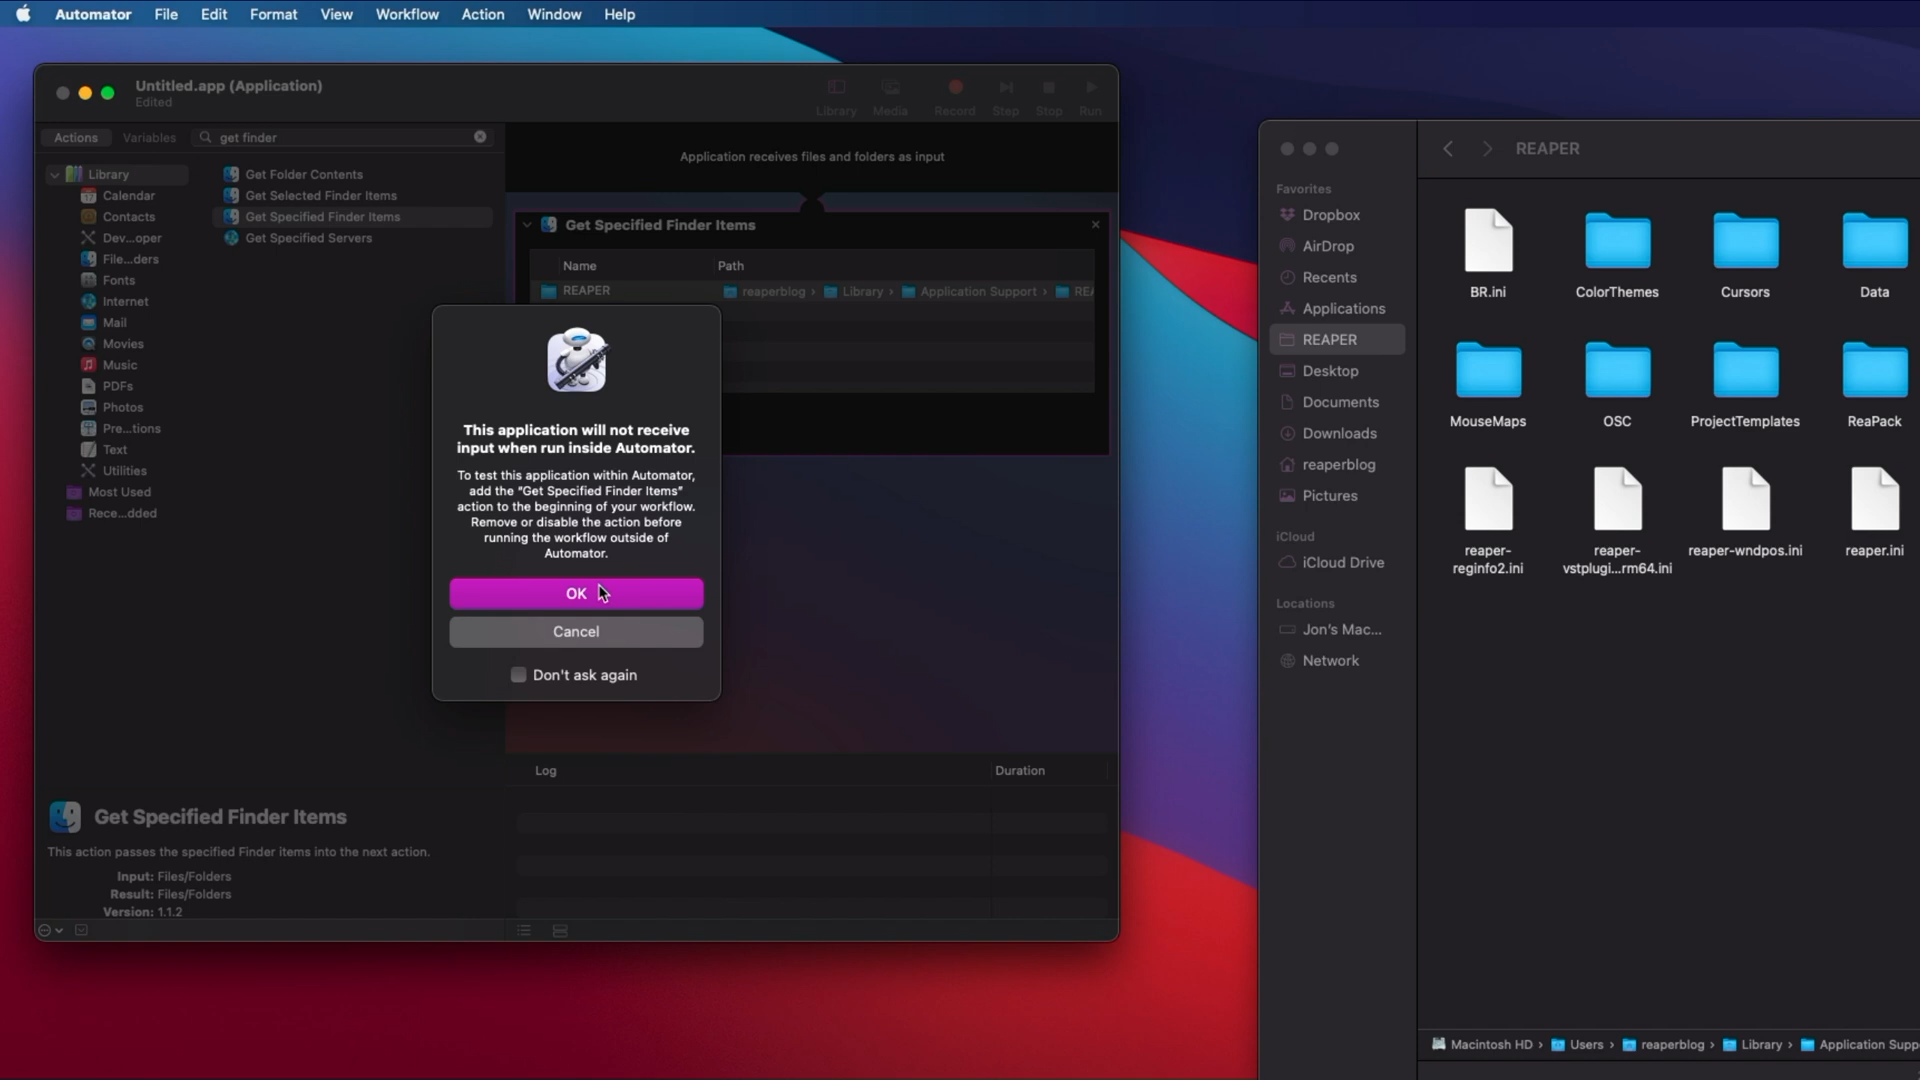 Automator File Edit Format View Workflow Action Window Help
Untitled.app (Application)
Edited
Library Media Record Step Stop Run
Actions Variables get finder
Library
Calendar
Contacts
Dev...oper
File...ders
Fonts
Internet
Mail
Movies
Music
PDFs
Photos
Pre...tions
Text
Utilities
Most Used
Rece...dded
Get Folder Contents
Get Selected Finder Items
Get Specified Finder Items
Get Specified Servers
Application receives files and folders as input
Get Specified Finder Items
Name Path
REAPER reaperblog › Library › Application Support › REA
This application will not receive
input when run inside Automator.
To test this application within Automator,
add the "Get Specified Finder Items"
action to the beginning of your workflow.
Remove or disable the action before
running the workflow outside of
Automator.
OK
Cancel
Don't ask again
Log Duration
Get Specified Finder Items
This action passes the specified Finder items into the next action.
Input: Files/Folders
Result: Files/Folders
Version: 1.1.2
REAPER
Favorites
Dropbox
AirDrop
Recents
Applications
REAPER
Desktop
Documents
Downloads
reaperblog
Pictures
iCloud
iCloud Drive
Locations
Jon's Mac...
Network
BR.ini ColorThemes Cursors Data
MouseMaps OSC ProjectTemplates ReaPack
reaper-
reginfo2.ini
reaper-
vstplugi...rm64.ini
reaper-wndpos.ini
reaper.ini
Macintosh HD › Users › reaperblog › Library › Application Supp